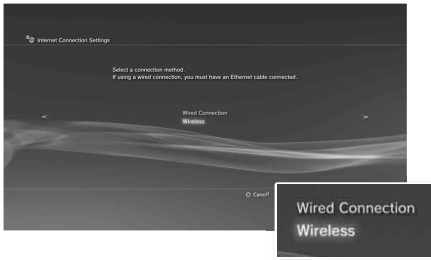 Internet Connection Settings
Select a connection method.
If using a wired connection, you must have an Ethernet cable connected.
Wired Connection
Wireless
Wired Connection
Wireless